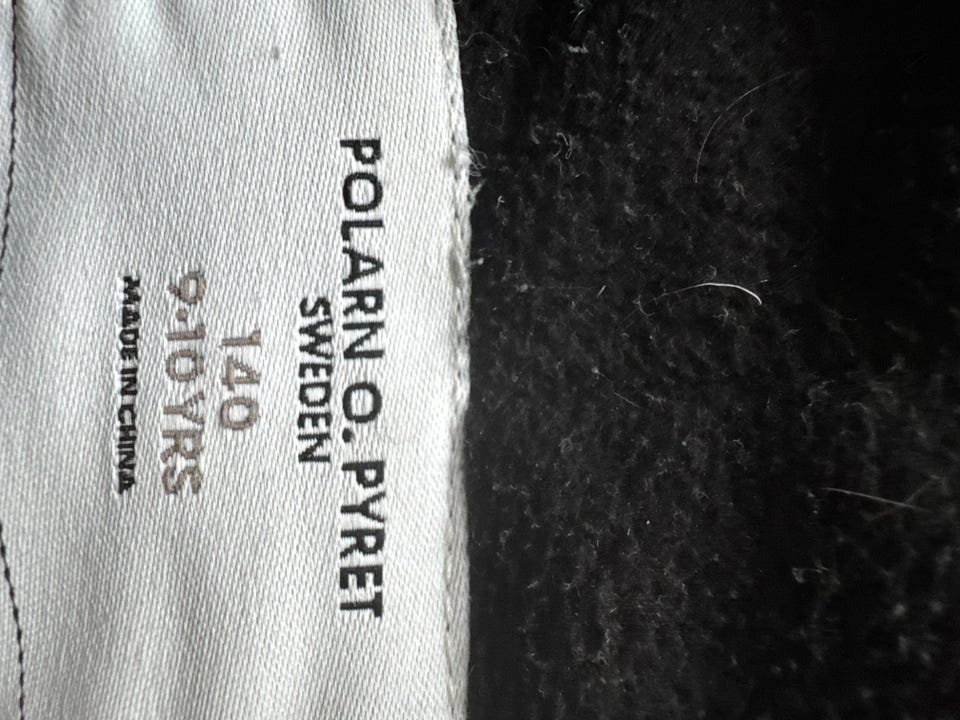 POLARN O. PYRET
SWEDEN
140
9-10 YRS
MADE IN CHINA